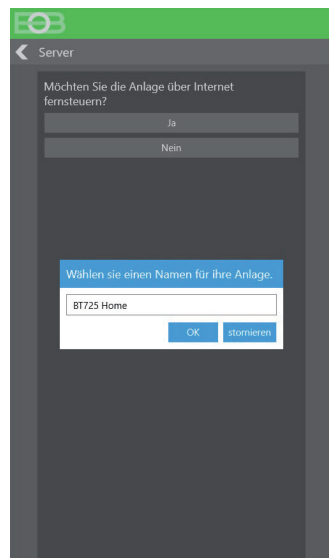 EOB
Server
Möchten Sie die Anlage über Internet
fernsteuern?
Ja
Nein
Wählen sie einen Namen für ihre Anlage.
BT725 Home
OK
stornieren